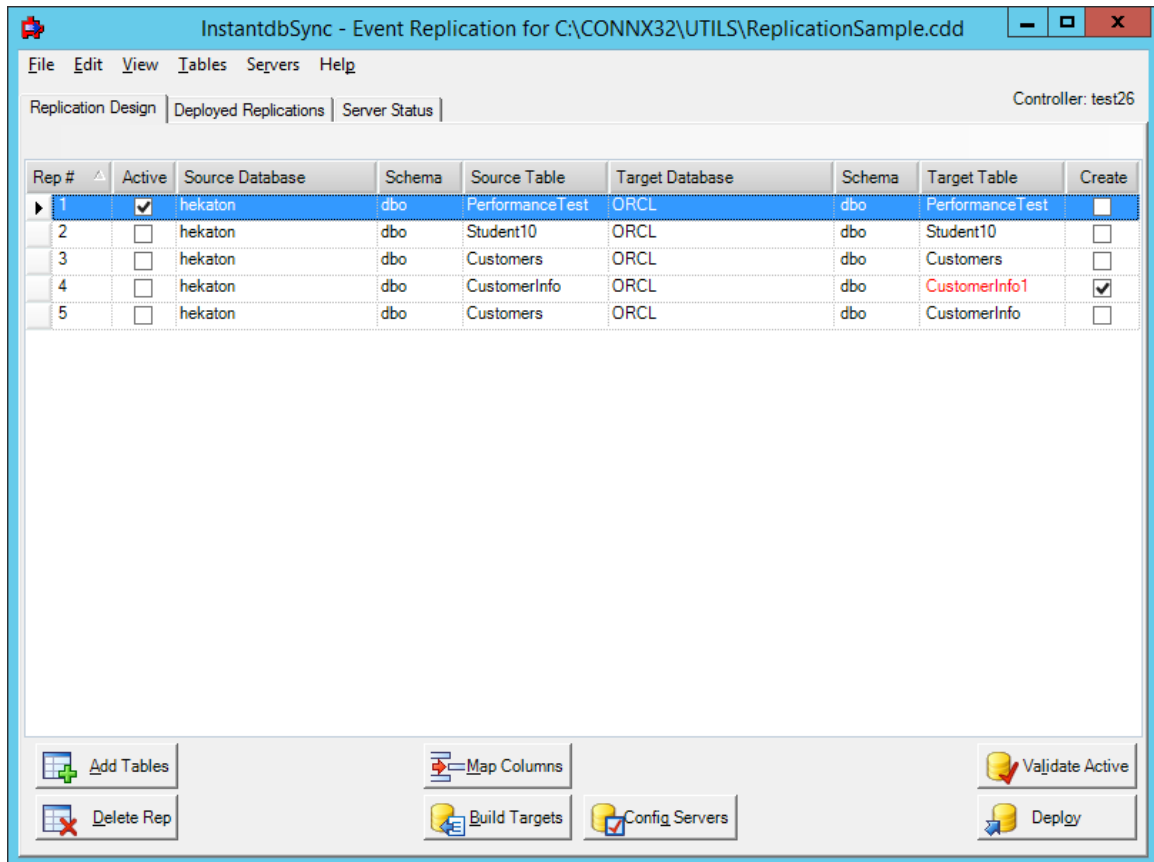 InstantdbSync - Event Replication for C:\CONNX32\UTILS\ReplicationSample.cdd
File Edit View Tables Servers Help
Controller: test26
Replication Design Deployed Replications Server Status
Rep # Active Source Database Schema Source Table Target Database Schema Target Table Create
1 hekaton dbo PerformanceTest ORCL dbo PerformanceTest
2 hekaton dbo Student10 ORCL dbo Student10
3 hekaton dbo Customers ORCL dbo Customers
4 hekaton dbo CustomerInfo ORCL dbo CustomerInfo1
5 hekaton dbo Customers ORCL dbo CustomerInfo
Add Tables Map Columns Validate Active
Delete Rep Build Targets Config Servers Deploy